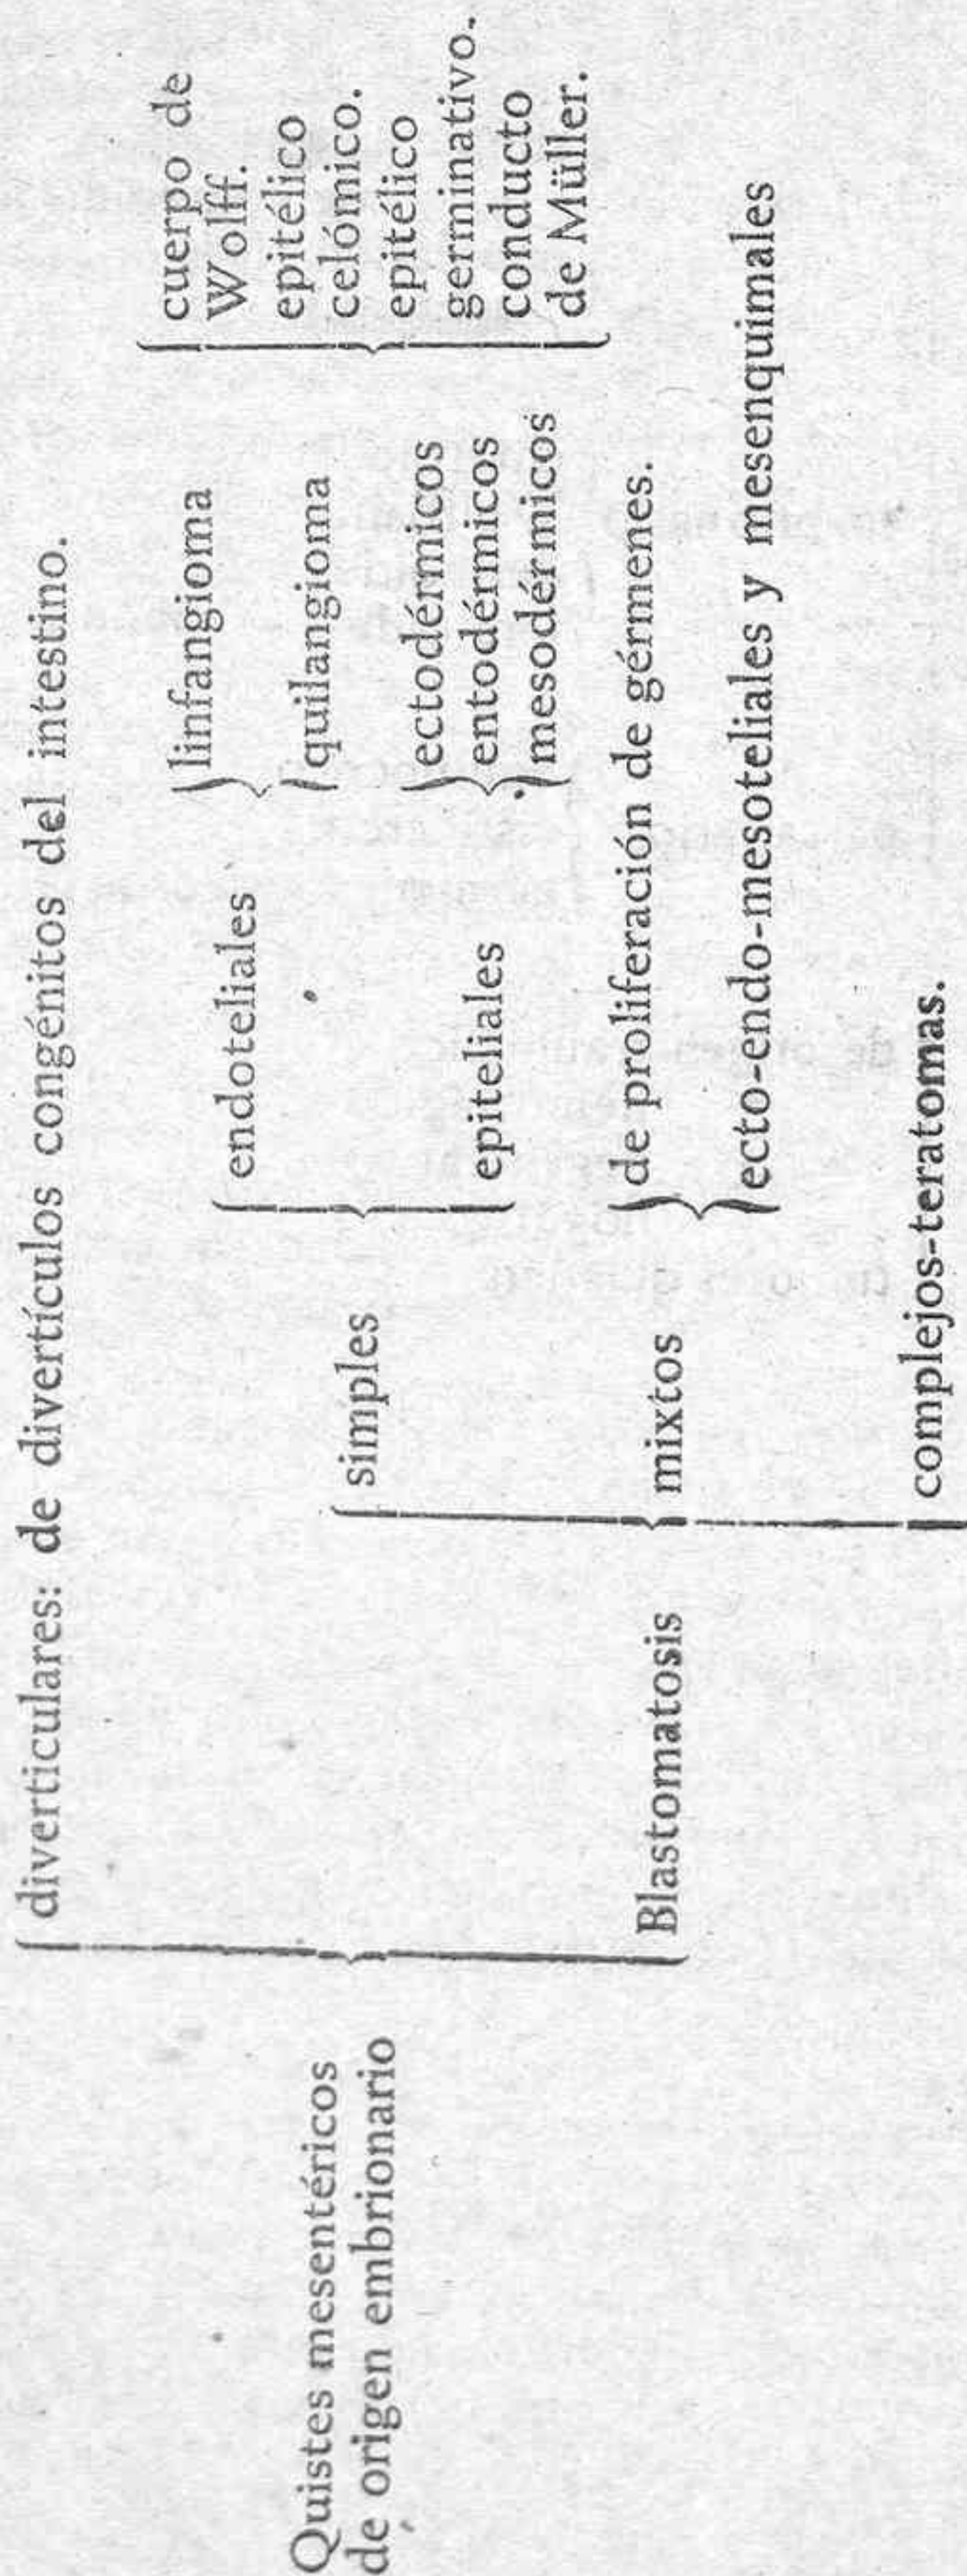 diverticulares: de divertículos congénitos del intestino.
Quistes mesentéricos
de origen embrionario
Blastomatosis
simples
endoteliales
linfangioma
quilangioma
epiteliales
ectodérmicos
entodérmicos
mesodérmicos
cuerpo de
Wolff.
epitélico
celómico.
epitélico
germinativo.
conducto
de Müller.
mixtos
de proliferación de gérmenes.
ecto-endo-mesoteliales y mesenquimales
complejos-teratomas.